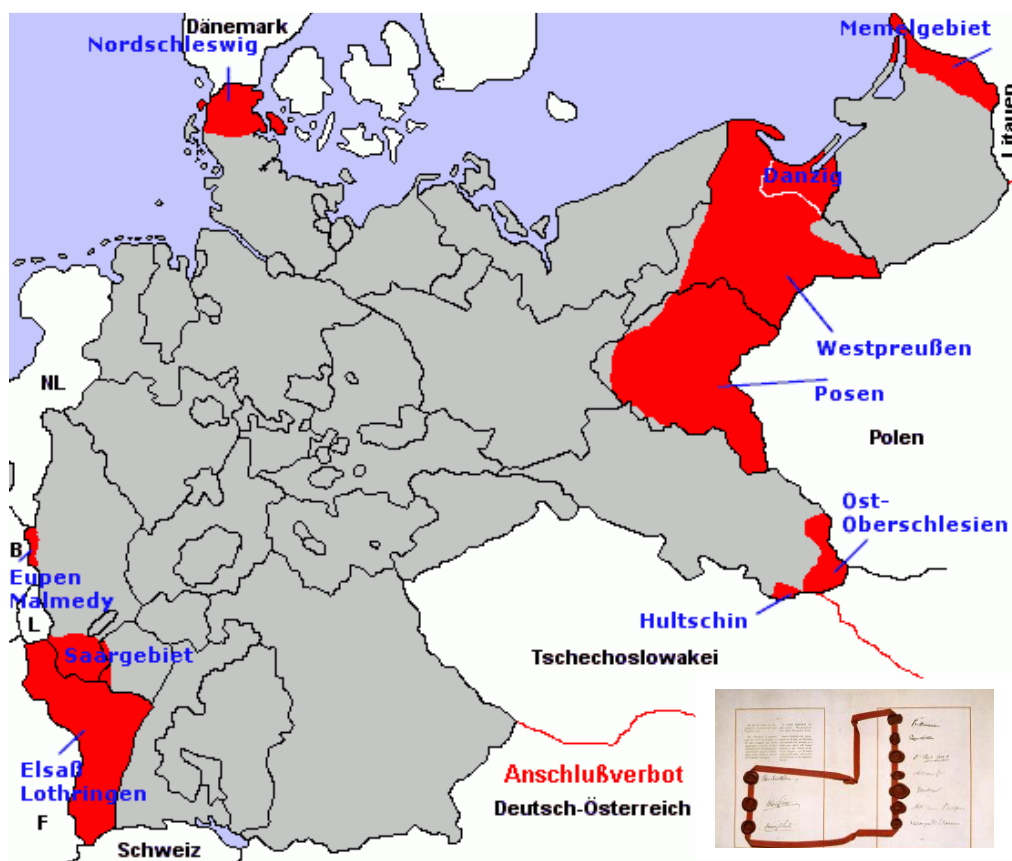 Dänemark
Nordschleswig
Memelgebiet
Litauen
Danzig
Westpreußen
NL
Posen
Polen
Ost-
Oberschlesien
B
Eupen
Malmedy
L
Hultschin
Saargebiet
Tschechoslowakei
Elsaß
Lothringen
Anschlußverbot
Deutsch-Österreich
F
Schweiz